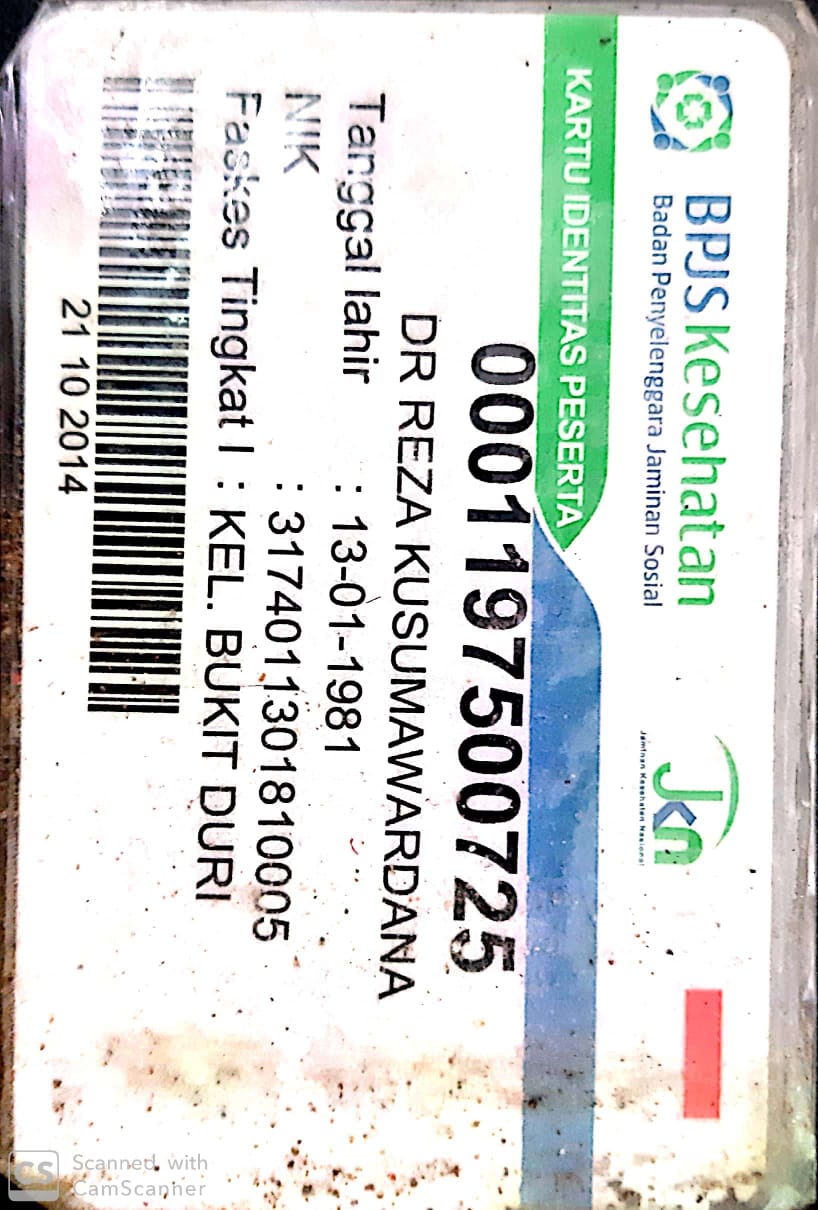 BPJS Kesehatan
Badan Penyelenggara Jaminan Sosial
JKN
Jaminan Kesehatan Nasional
KARTU IDENTITAS PESERTA
0001197500725
DR REZA KUSUMAWARDANA
Tanggal lahir : 13-01-1981
NIK : 3174011301810005
Faskes Tingkat I : KEL. BUKIT DURI
21 10 2014
CS Scanned with
CamScanner